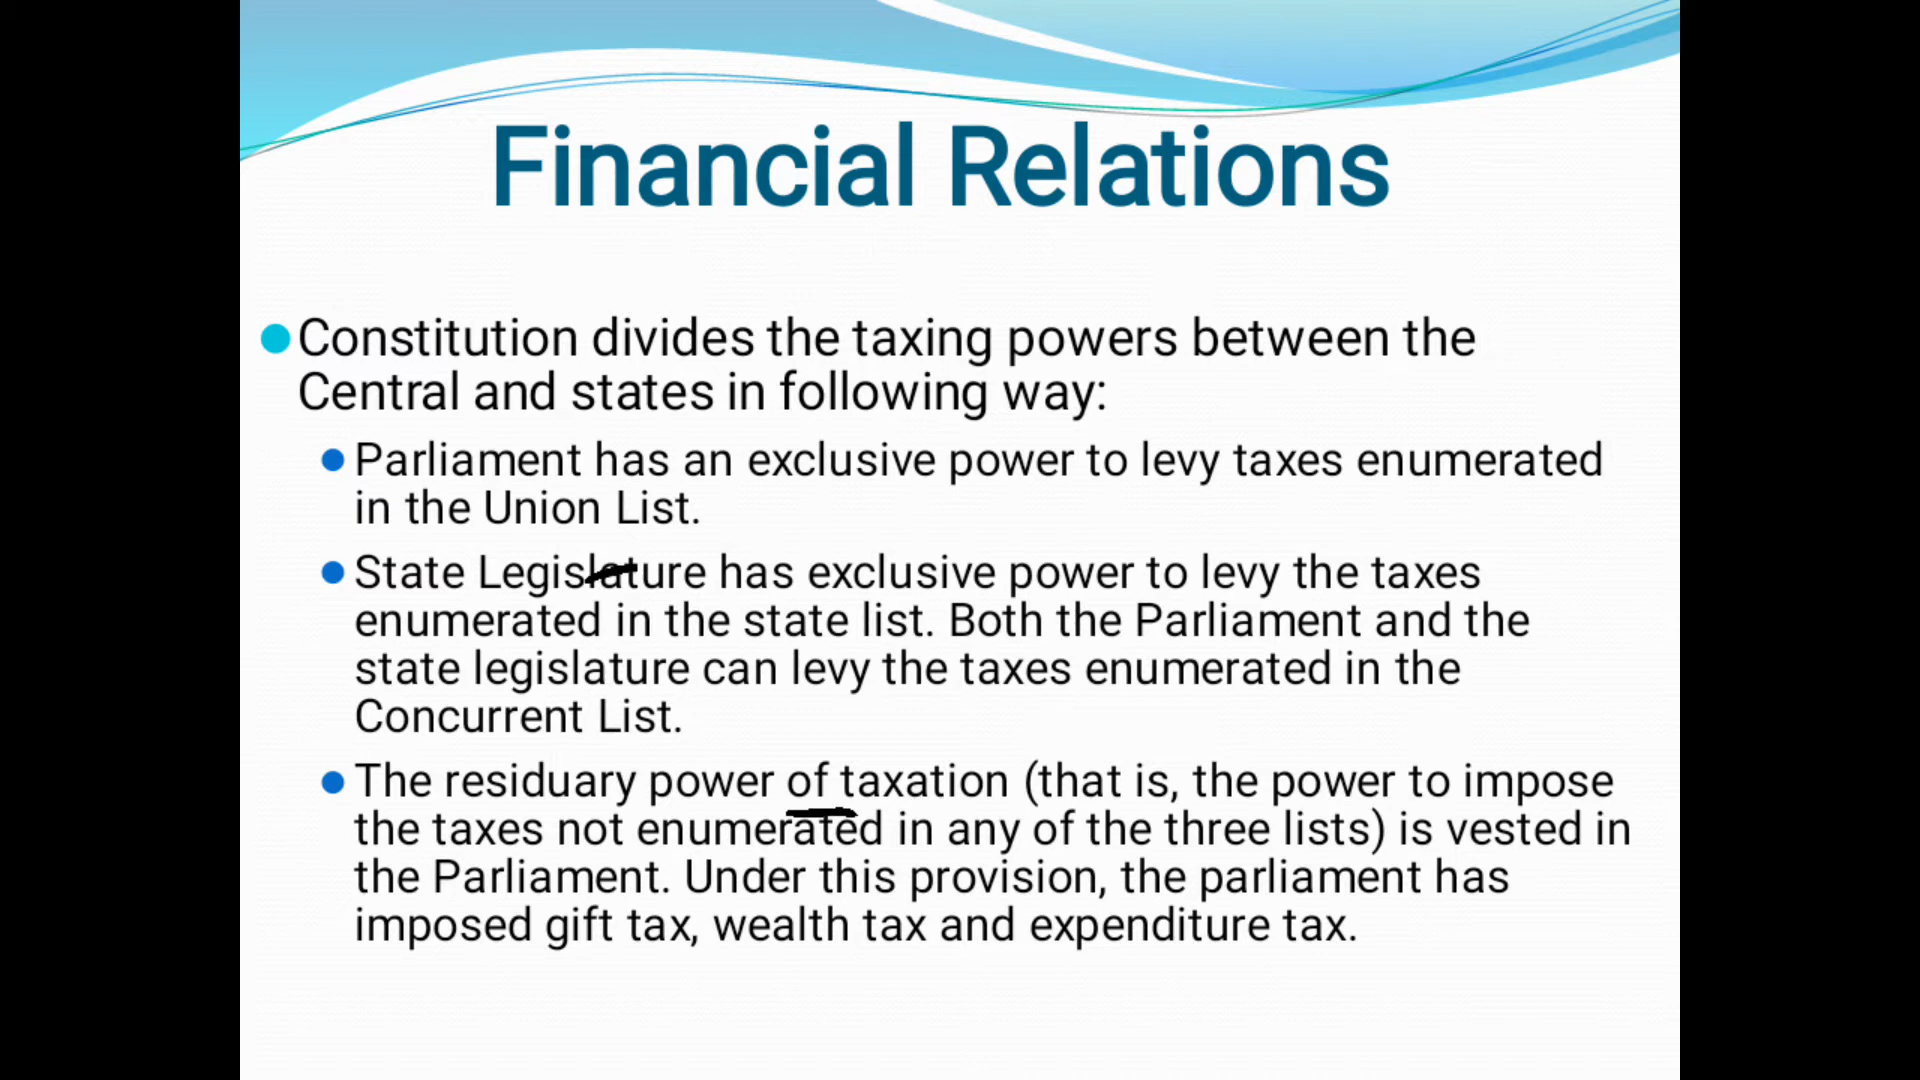 Financial Relations
Constitution divides the taxing powers between the
Central and states in following way:
Parliament has an exclusive power to levy taxes enumerated
in the Union List.
State Legislature has exclusive power to levy the taxes
enumerated in the state list. Both the Parliament and the
state legislature can levy the taxes enumerated in the
Concurrent List.
The residuary power of taxation (that is, the power to impose
the taxes not enumerated in any of the three lists) is vested in
the Parliament. Under this provision, the parliament has
imposed gift tax, wealth tax and expenditure tax.